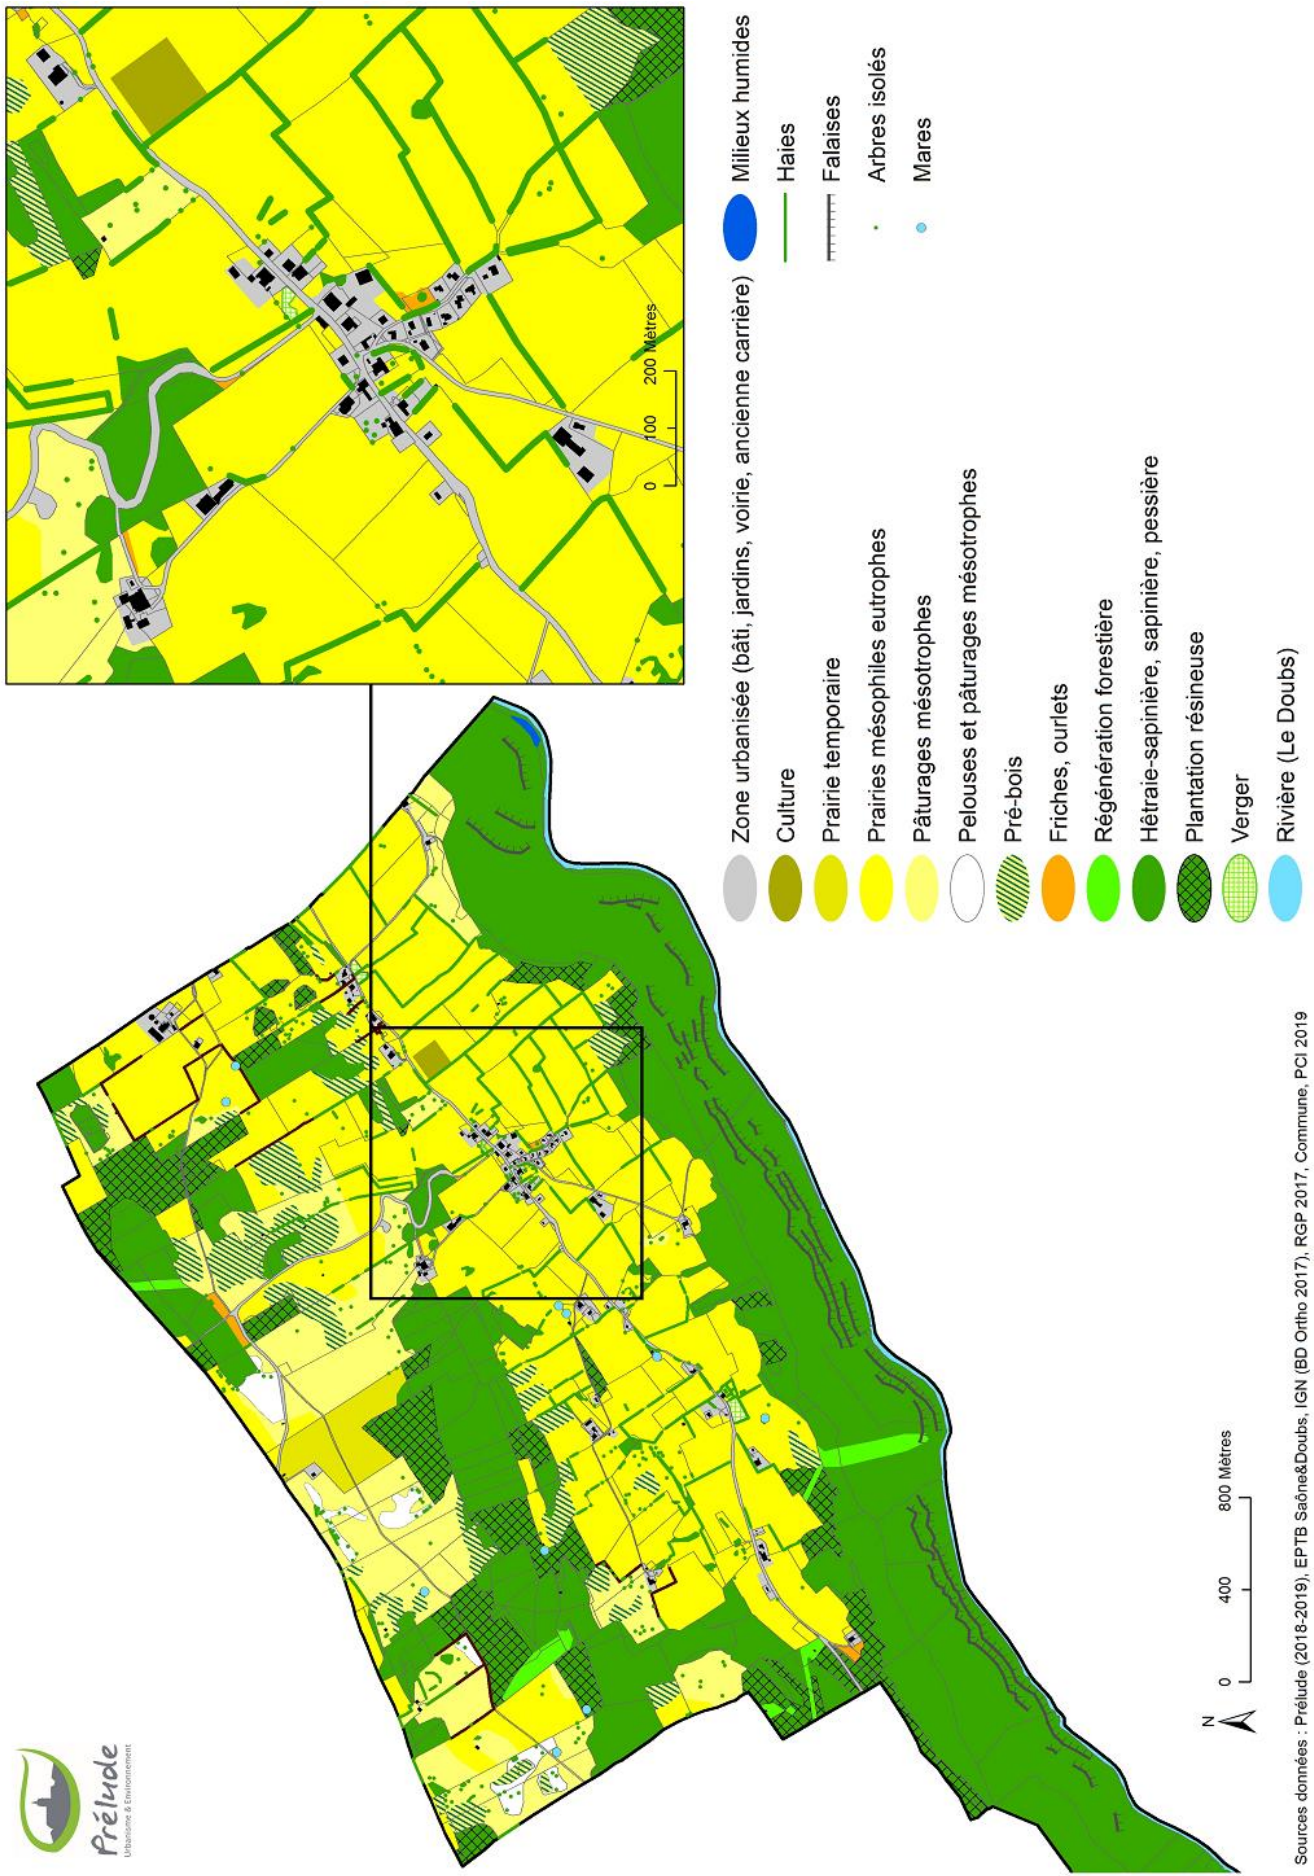 Prélude
Urbanisme & Environnement
0 100 200 Mètres
Zone urbanisée (bâti, jardins, voirie, ancienne carrière)
Culture
Prairie temporaire
Prairies mésophiles eutrophes
Pâturages mésotrophes
Pelouses et pâturages mésotrophes
Pré-bois
Friches, ourlets
Régénération forestière
Hêtraie-sapinière, sapinière, pessière
Plantation résineuse
Verger
Rivière (Le Doubs)
Milieux humides
Haies
Falaises
Arbres isolés
Mares
N
0 400 800 Mètres
Sources données : Prélude (2018-2019), EPTB Saône&Doubs, IGN (BD Ortho 2017), RGP 2017, Commune, PCI 2019